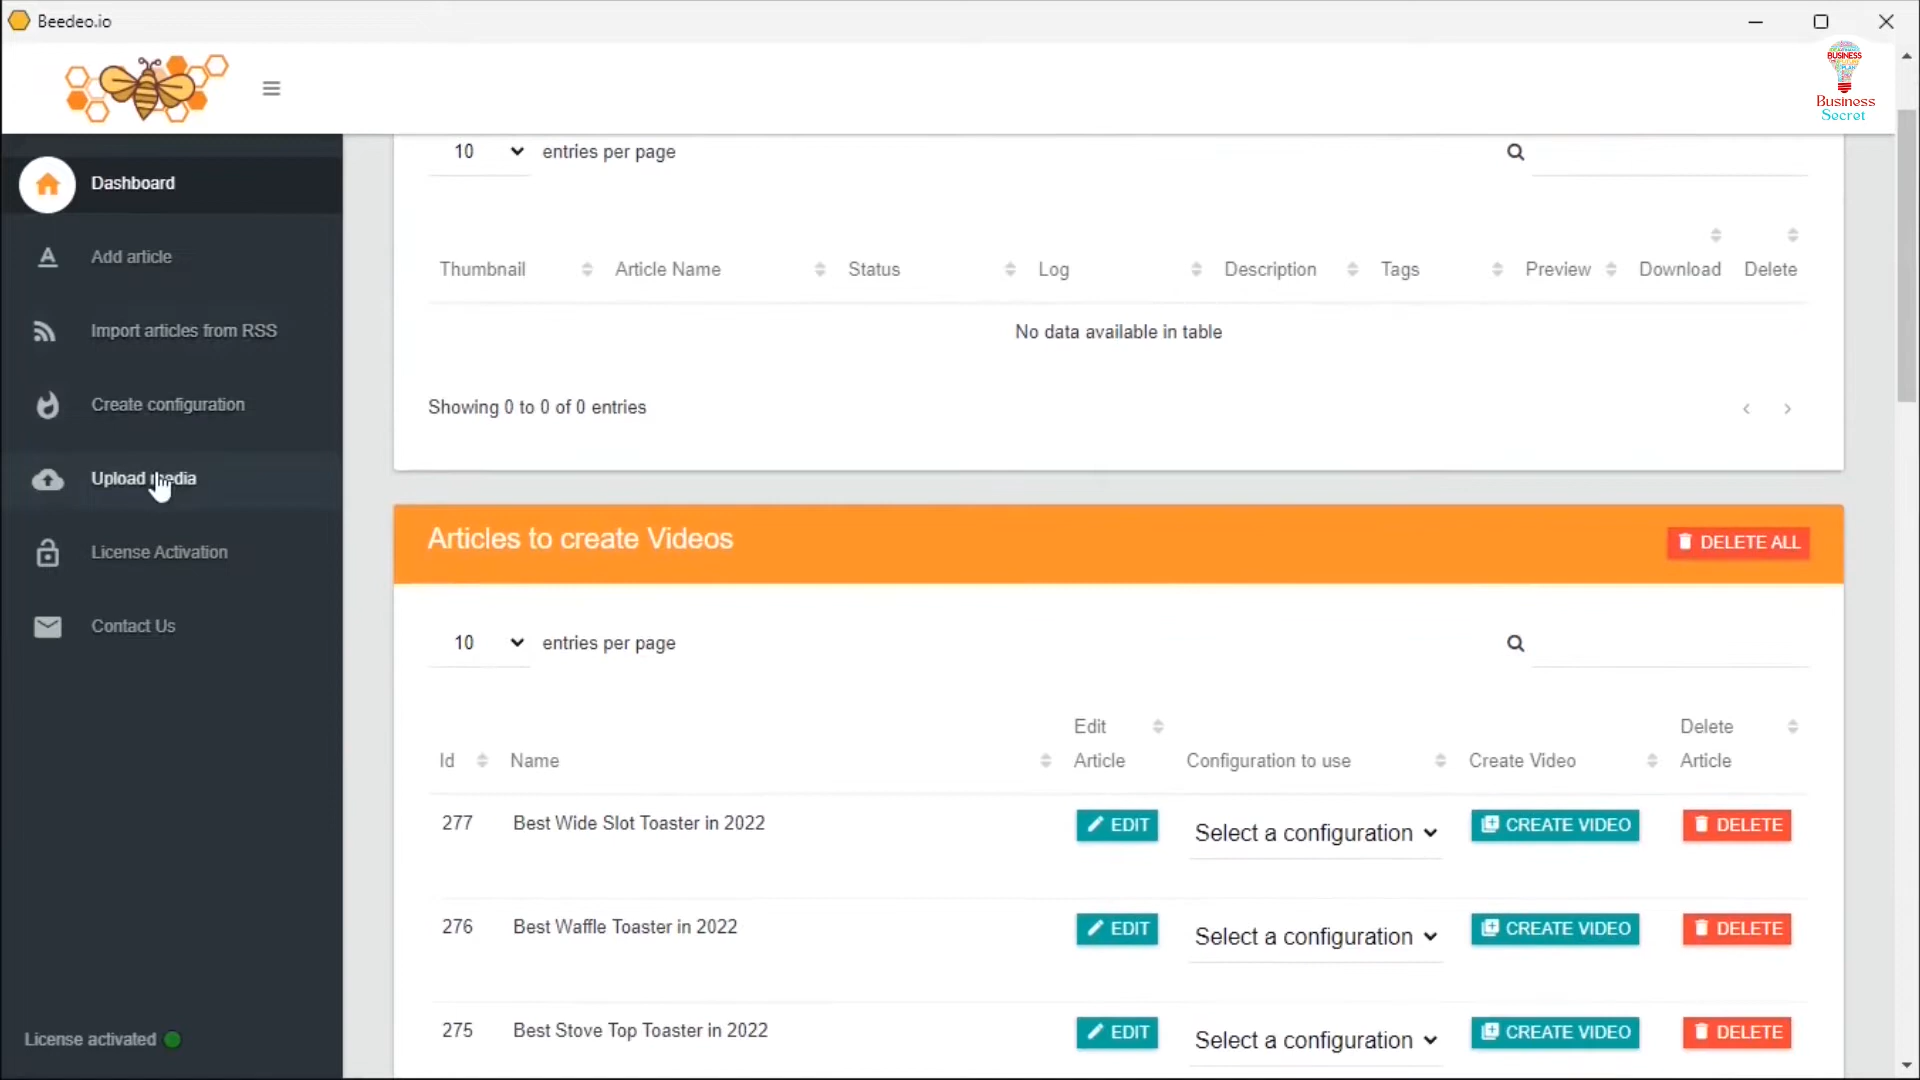 Beedeo.io
BUSINESS
PLAN
Business
Secret
Dashboard
Add article
Import articles from RSS
Create configuration
Upload media
License Activation
Contact Us
License activated
10 entries per page
Thumbnail Article Name Status Log Description Tags Preview Download Delete
No data available in table
Showing 0 to 0 of 0 entries
Articles to create Videos
DELETE ALL
10 entries per page
Id Name Edit Article Configuration to use Create Video Delete Article
277 Best Wide Slot Toaster in 2022 EDIT Select a configuration CREATE VIDEO DELETE
276 Best Waffle Toaster in 2022 EDIT Select a configuration CREATE VIDEO DELETE
275 Best Stove Top Toaster in 2022 EDIT Select a configuration CREATE VIDEO DELETE